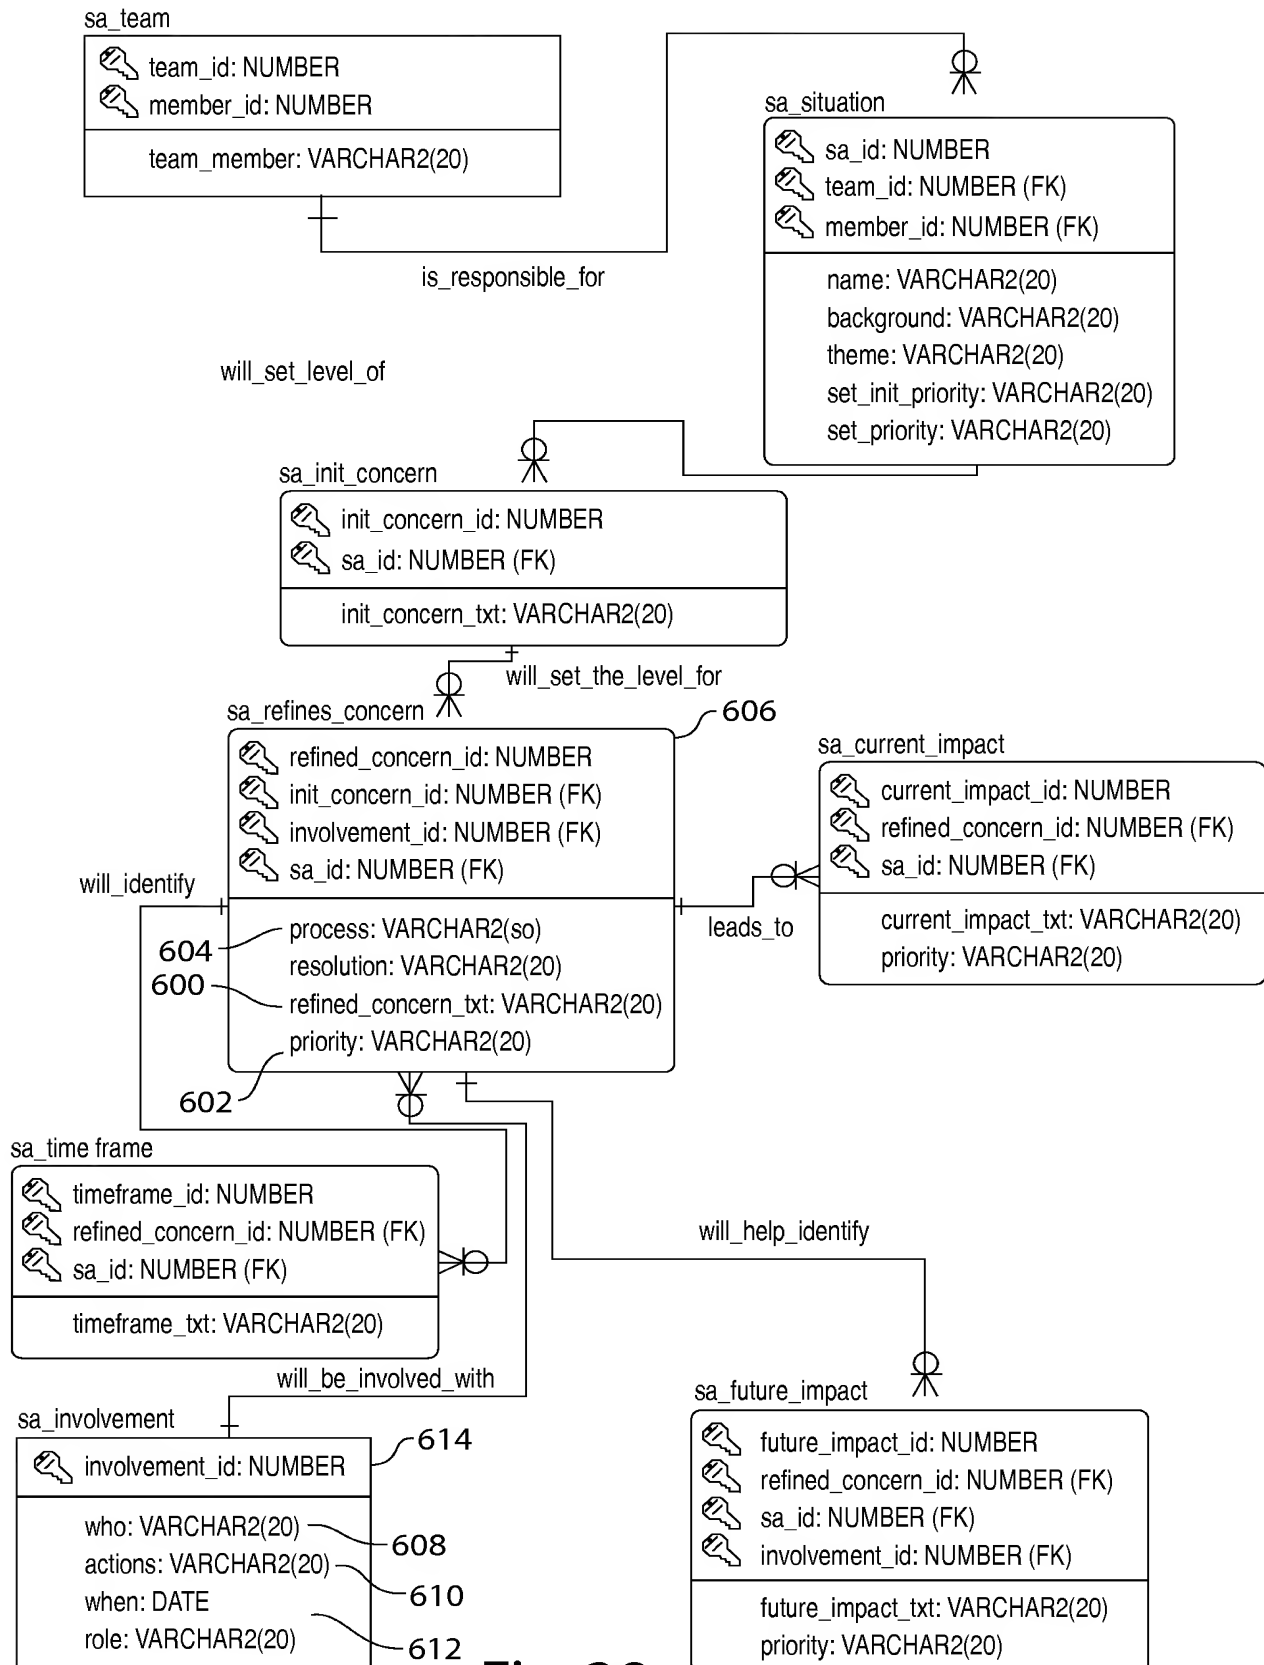 sa_team
team_id: NUMBER
member_id: NUMBER
team_member: VARCHAR2(20)
is_responsible_for
sa_situation
sa_id: NUMBER
team_id: NUMBER (FK)
member_id: NUMBER (FK)
name: VARCHAR2(20)
background: VARCHAR2(20)
theme: VARCHAR2(20)
set_init_priority: VARCHAR2(20)
set_priority: VARCHAR2(20)
will_set_level_of
sa_init_concern
init_concern_id: NUMBER
sa_id: NUMBER (FK)
init_concern_txt: VARCHAR2(20)
will_set_the_level_for
sa_refines_concern
606
refined_concern_id: NUMBER
init_concern_id: NUMBER (FK)
involvement_id: NUMBER (FK)
sa_id: NUMBER (FK)
process: VARCHAR2(so)
resolution: VARCHAR2(20)
refined_concern_txt: VARCHAR2(20)
priority: VARCHAR2(20)
604
600
602
will_identify
leads_to
sa_current_impact
current_impact_id: NUMBER
refined_concern_id: NUMBER (FK)
sa_id: NUMBER (FK)
current_impact_txt: VARCHAR2(20)
priority: VARCHAR2(20)
sa_time frame
timeframe_id: NUMBER
refined_concern_id: NUMBER (FK)
sa_id: NUMBER (FK)
timeframe_txt: VARCHAR2(20)
will_help_identify
will_be_involved_with
sa_involvement
614
involvement_id: NUMBER
who: VARCHAR2(20)
actions: VARCHAR2(20)
when: DATE
role: VARCHAR2(20)
608
610
612
sa_future_impact
future_impact_id: NUMBER
refined_concern_id: NUMBER (FK)
sa_id: NUMBER (FK)
involvement_id: NUMBER (FK)
future_impact_txt: VARCHAR2(20)
priority: VARCHAR2(20)